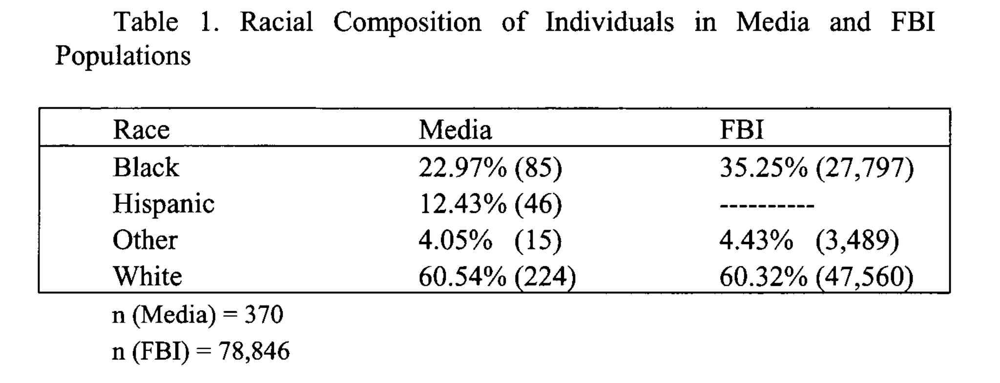 Table 1. Racial Composition of Individuals in Media and FBI
Populations
Race Media FBI
Black 22.97% (85) 35.25% (27,797)
Hispanic 12.43% (46) ----------
Other 4.05% (15) 4.43% (3,489)
White 60.54% (224) 60.32% (47,560)
n (Media) = 370
n (FBI) = 78,846